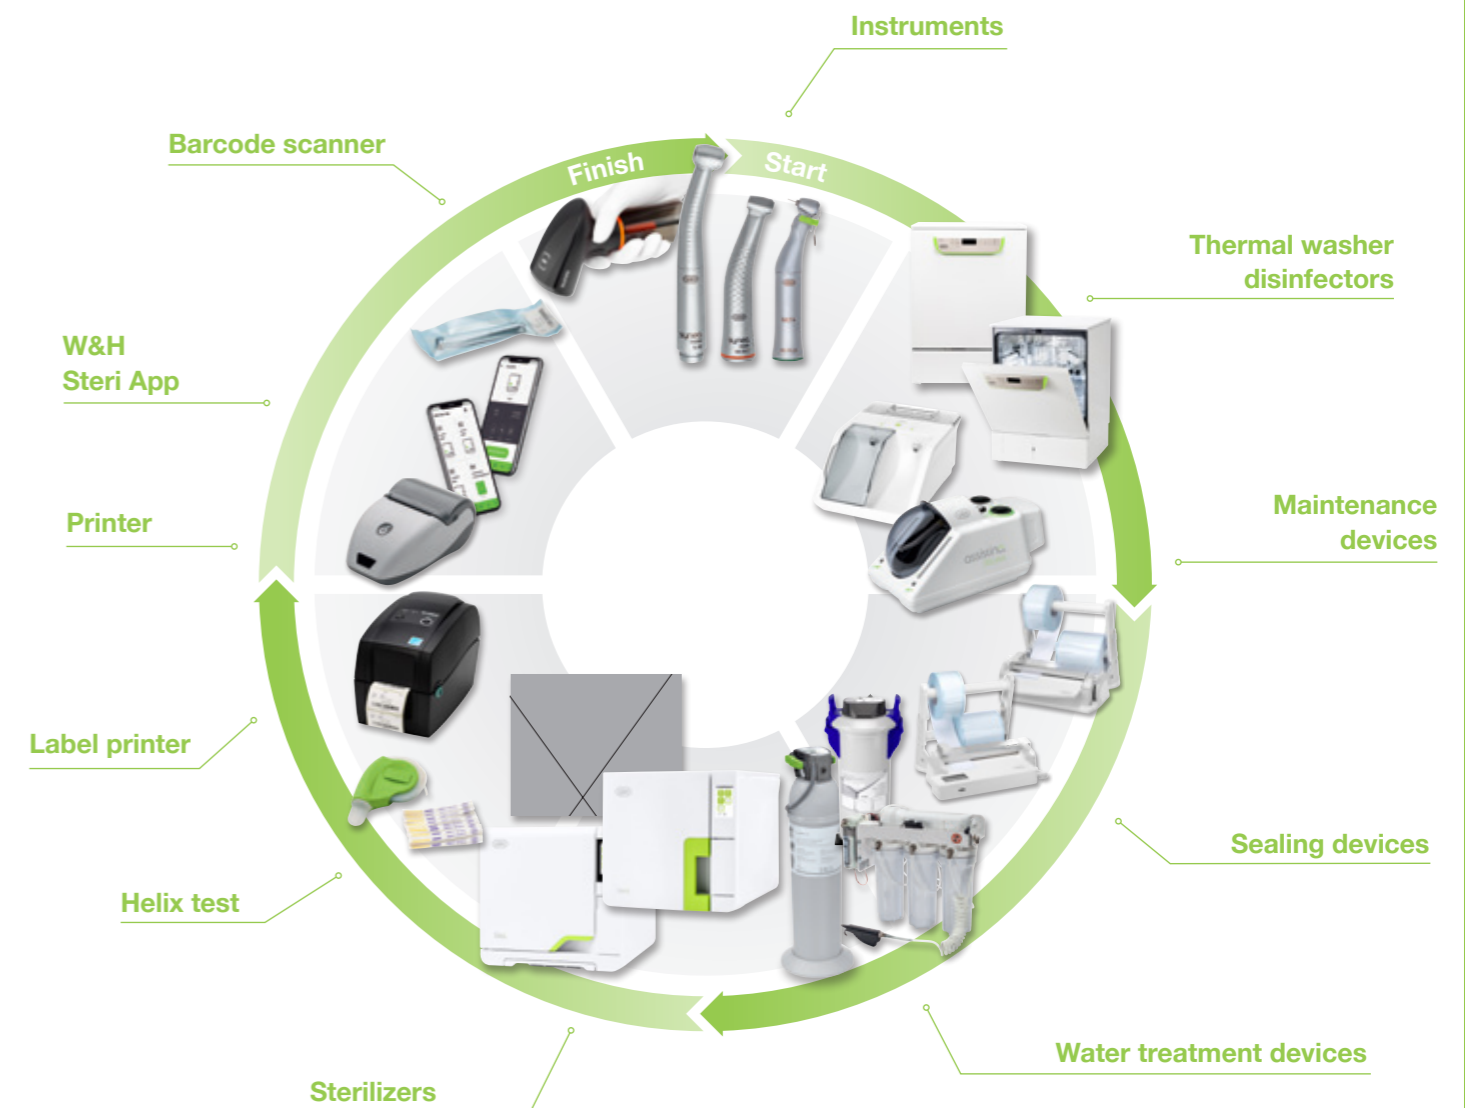 Instruments
Barcode scanner
Finish
Start
Thermal washer
disinfectors
W&H
Steri App
Maintenance
devices
Printer
assistina
Label printer
Sealing devices
Helix test
Water treatment devices
Sterilizers